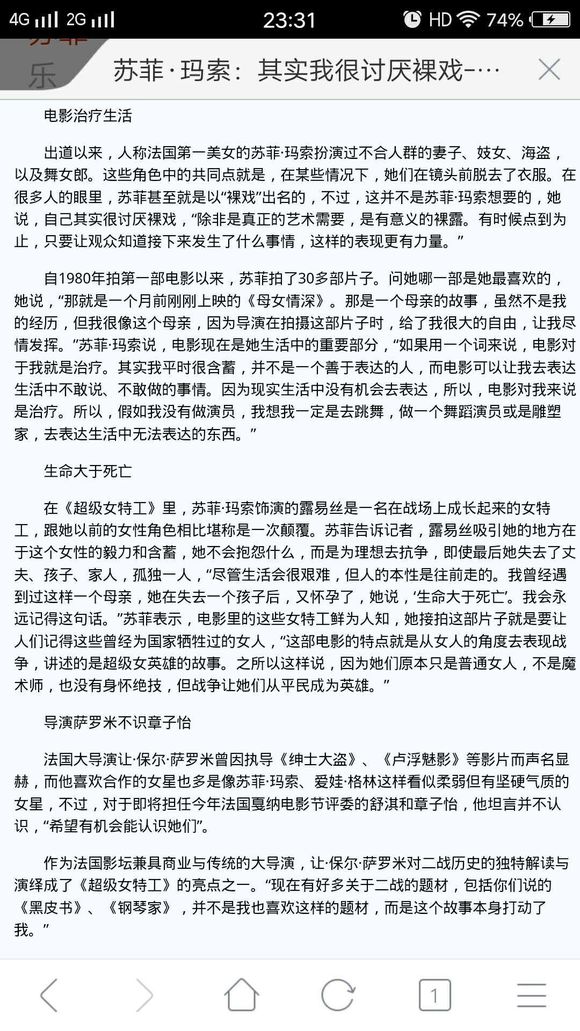 4G 2G 23:31 HD 74%
苏菲
乐
苏菲·玛索：其实我很讨厌裸戏-…
电影治疗生活
出道以来，人称法国第一美女的苏菲·玛索扮演过不合人群的妻子、妓女、海盗，
以及舞女郎。这些角色中的共同点就是，在某些情况下，她们在镜头前脱去了衣服。在
很多人的眼里，苏菲甚至就是以“裸戏”出名的，不过，这并不是苏菲·玛索想要的，她
说，自己其实很讨厌裸戏，“除非是真正的艺术需要，是有意义的裸露。有时候点到为
止，只要让观众知道接下来发生了什么事情，这样的表现更有力量。”
自1980年拍第一部电影以来，苏菲拍了30多部片子。问她哪一部是她最喜欢的，
她说，“那就是一个月前刚刚上映的《母女情深》。那是一个母亲的故事，虽然不是我
的经历，但我很像这个母亲，因为导演在拍摄这部片子时，给了我很大的自由，让我尽
情发挥。”苏菲·玛索说，电影现在是她生活中的重要部分，“如果用一个词来说，电影对
于我就是治疗。其实我平时很含蓄，并不是一个善于表达的人，而电影可以让我去表达
生活中不敢说、不敢做的事情。因为现实生活中没有机会去表达，所以，电影对我来说
是治疗。所以，假如我没有做演员，我想我一定是去跳舞，做一个舞蹈演员或是雕塑
家，去表达生活中无法表达的东西。”
生命大于死亡
在《超级女特工》里，苏菲·玛索饰演的露易丝是一名在战场上成长起来的女特
工，跟她以前的女性角色相比堪称是一次颠覆。苏菲告诉记者，露易丝吸引她的地方在
于这个女性的毅力和含蓄，她不会抱怨什么，而是为理想去抗争，即使最后她失去了丈
夫、孩子、家人，孤独一人，“尽管生活会很艰难，但人的本性是往前走的。我曾经遇
到过这样一个母亲，她在失去一个孩子后，又怀孕了，她说，‘生命大于死亡’。我会永
远记得这句话。”苏菲表示，电影里的这些女特工鲜为人知，她接拍这部片子就是要让
人们记得这些曾经为国家牺牲过的女人，“这部电影的特点就是从女人的角度去表现战
争，讲述的是超级女英雄的故事。之所以这样说，因为她们原本只是普通女人，不是魔
术师，也没有身怀绝技，但战争让她们从平民成为英雄。”
导演萨罗米不识章子怡
法国大导演让·保尔·萨罗米曾因执导《绅士大盗》、《卢浮魅影》等影片而声名显
赫，而他喜欢合作的女星也多是像苏菲·玛索、爱娃·格林这样看似柔弱但有坚硬气质的
女星，不过，对于即将担任今年法国戛纳电影节评委的舒淇和章子怡，他坦言并不认
识，“希望有机会能认识她们”。
作为法国影坛兼具商业与传统的大导演，让·保尔·萨罗米对二战历史的独特解读与
演绎成了《超级女特工》的亮点之一。“现在有好多关于二战的题材，包括你们说的
《黑皮书》、《钢琴家》，并不是我也喜欢这样的题材，而是这个故事本身打动了
我。”
1